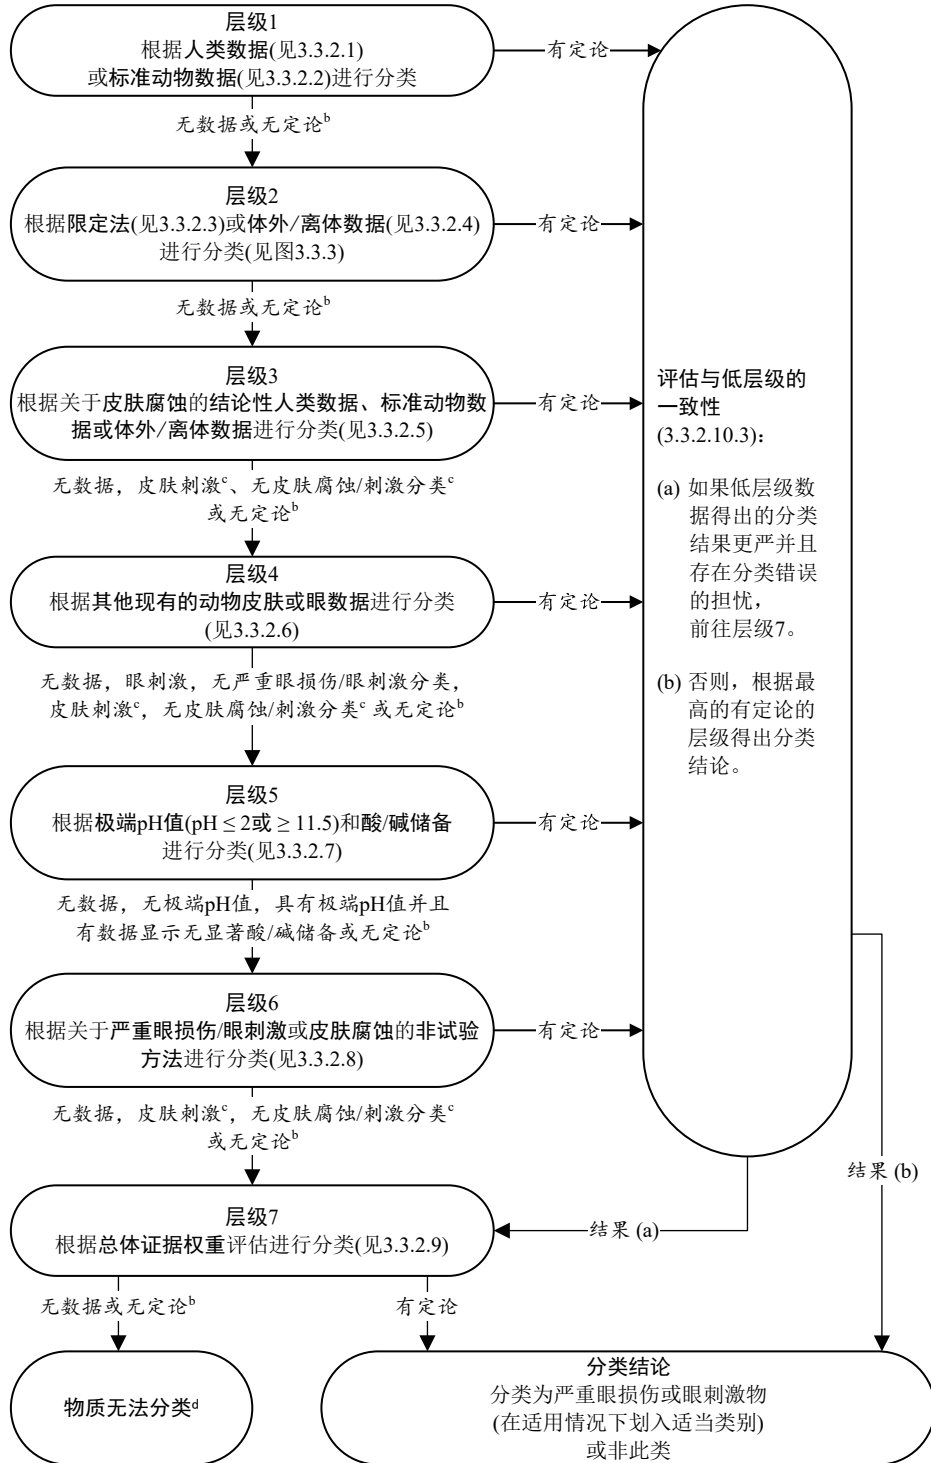 层级1
根据人类数据(见3.3.2.1)
或标准动物数据(见3.3.2.2)进行分类
有定论
无数据或无定论ᵇ
层级2
根据限定法(见3.3.2.3)或体外/离体数据(见3.3.2.4)
进行分类(见图3.3.3)
有定论
无数据或无定论ᵇ
层级3
根据关于皮肤腐蚀的结论性人类数据、标准动物数
据或体外/离体数据进行分类(见3.3.2.5)
有定论
无数据，皮肤刺激ᶜ、无皮肤腐蚀/刺激分类ᶜ
或无定论ᵇ
层级4
根据其他现有的动物皮肤或眼数据进行分类
(见3.3.2.6)
有定论
无数据，眼刺激，无严重眼损伤/眼刺激分类，
皮肤刺激ᶜ，无皮肤腐蚀/刺激分类ᶜ 或无定论ᵇ
层级5
根据极端pH值(pH ≤ 2或 ≥ 11.5)和酸/碱储备
进行分类(见3.3.2.7)
有定论
无数据，无极端pH值，具有极端pH值并且
有数据显示无显著酸/碱储备或无定论ᵇ
层级6
根据关于严重眼损伤/眼刺激或皮肤腐蚀的非试验
方法进行分类(见3.3.2.8)
有定论
无数据，皮肤刺激ᶜ，无皮肤腐蚀/刺激分类ᶜ
或无定论ᵇ
层级7
根据总体证据权重评估进行分类(见3.3.2.9)
评估与低层级的
一致性
(3.3.2.10.3)：
(a) 如果低层级数
据得出的分类
结果更严并且
存在分类错误
的担忧，
前往层级7。
(b) 否则，根据最
高的有定论的
层级得出分类
结论。
结果 (a)
结果 (b)
无数据或无定论ᵇ
有定论
物质无法分类ᵈ
分类结论
分类为严重眼损伤或眼刺激物
(在适用情况下划入适当类别)
或非此类